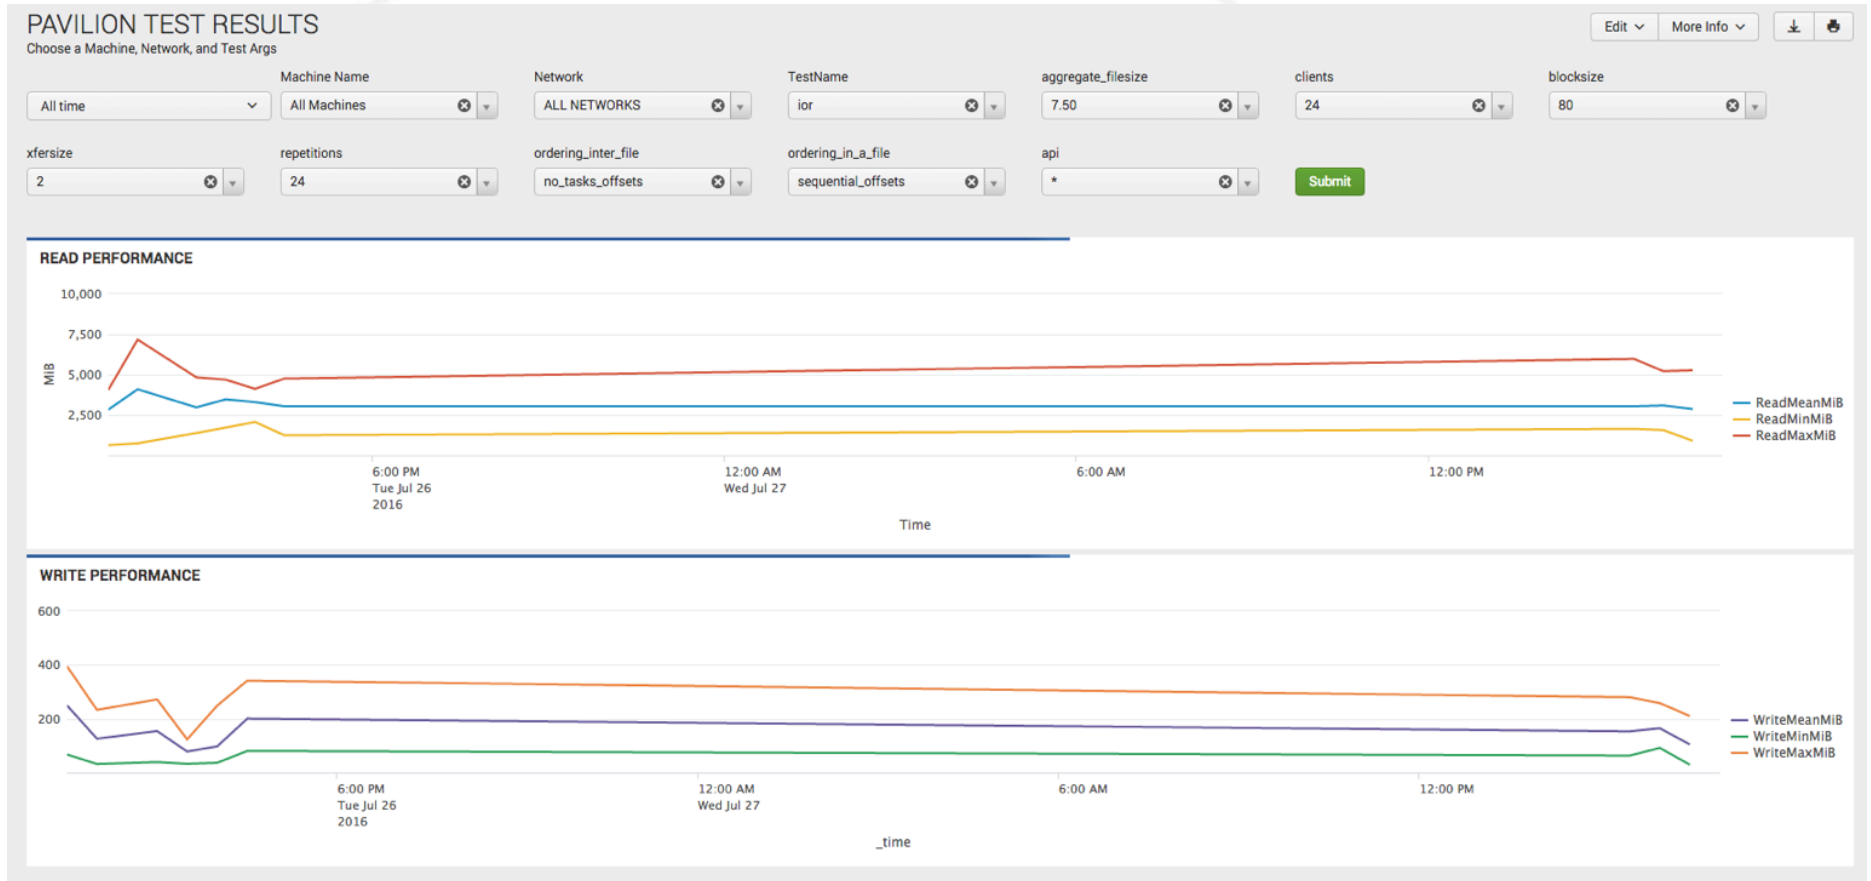 PAVILION TEST RESULTS
Choose a Machine, Network, and Test Args
Edit
More Info
All time
Machine Name
All Machines
Network
ALL NETWORKS
TestName
ior
aggregate_filesize
7.50
clients
24
blocksize
80
xfersize
2
repetitions
24
ordering_inter_file
no_tasks_offsets
ordering_in_a_file
sequential_offsets
api
*
Submit
READ PERFORMANCE
10,000
7,500
5,000
2,500
MiB
ReadMeanMiB
ReadMinMiB
ReadMaxMiB
6:00 PM
Tue Jul 26
2016
12:00 AM
Wed Jul 27
6:00 AM
12:00 PM
Time
WRITE PERFORMANCE
600
400
200
WriteMeanMiB
WriteMinMiB
WriteMaxMiB
6:00 PM
Tue Jul 26
2016
12:00 AM
Wed Jul 27
6:00 AM
12:00 PM
_time